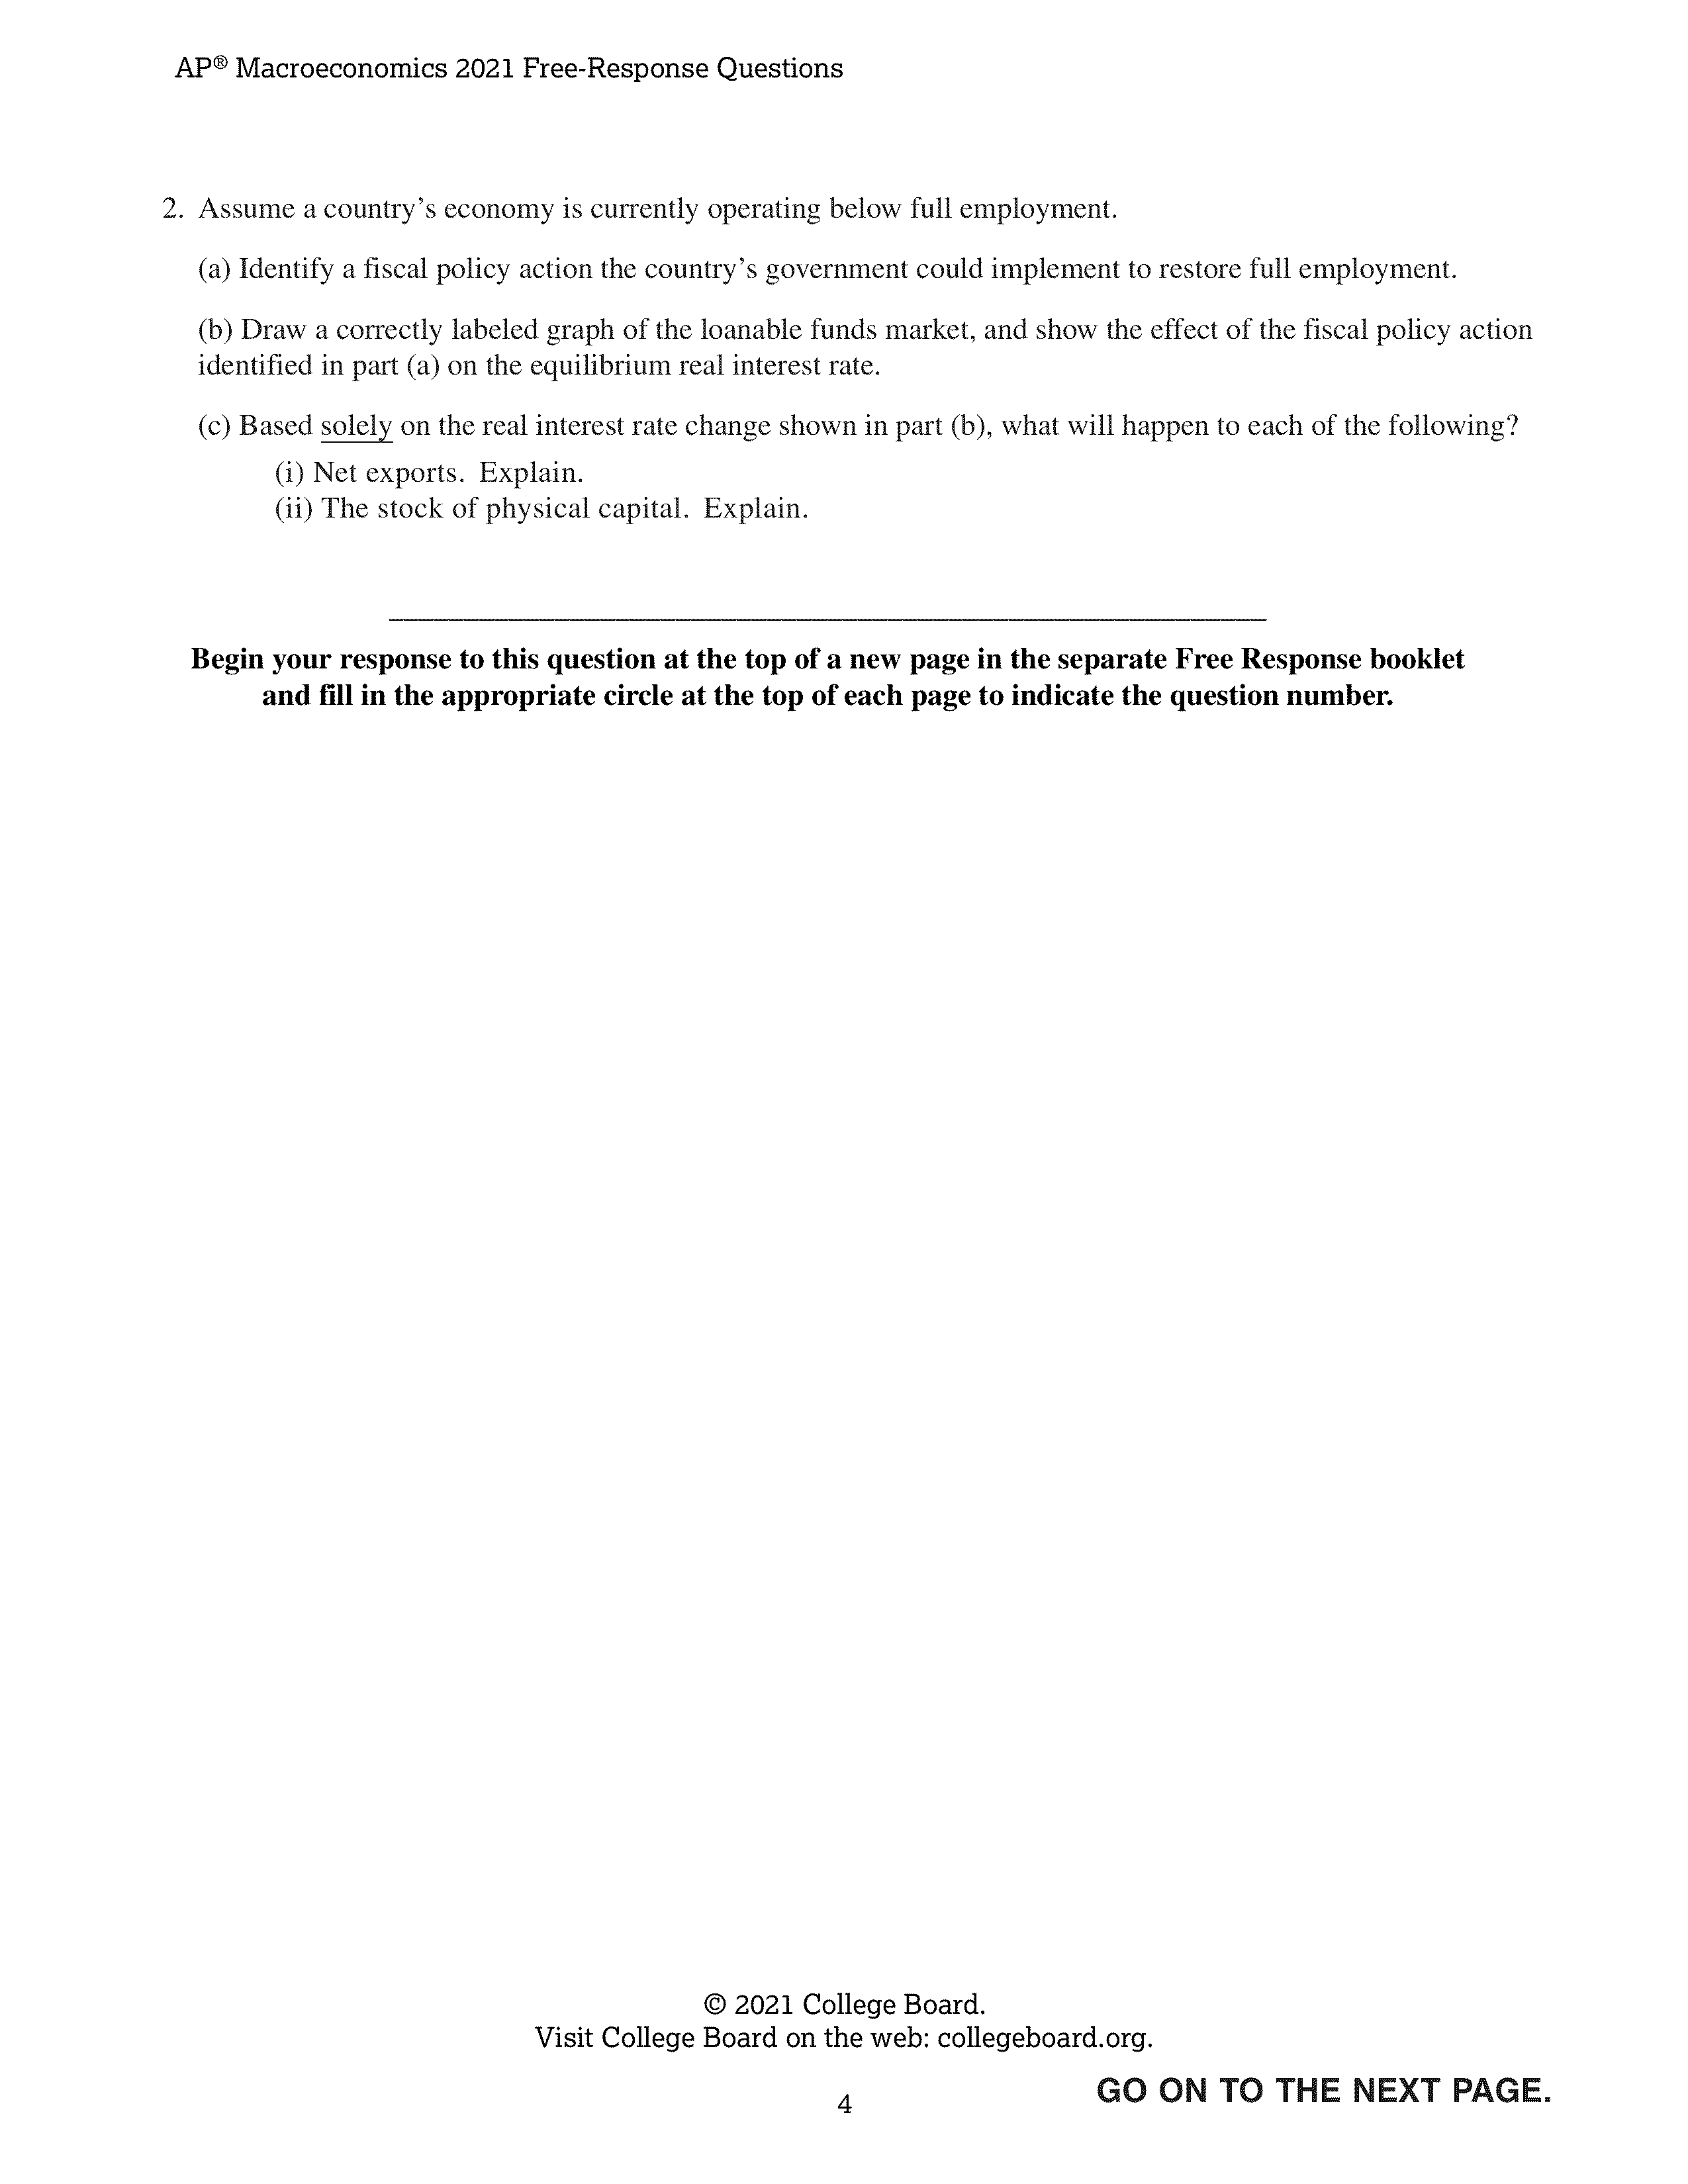 AP® Macroeconomics 2021 Free-Response Questions
2. Assume a country’s economy is currently operating below full employment.
(a) Identify a fiscal policy action the country’s government could implement to restore full employment.
(b) Draw a correctly labeled graph of the loanable funds market, and show the effect of the fiscal policy action
identified in part (a) on the equilibrium real interest rate.
(c) Based solely on the real interest rate change shown in part (b), what will happen to each of the following?
(i) Net exports. Explain.
(ii) The stock of physical capital. Explain.
Begin your response to this question at the top of a new page in the separate Free Response booklet
and fill in the appropriate circle at the top of each page to indicate the question number.
© 2021 College Board.
Visit College Board on the web: collegeboard.org.
GO ON TO THE NEXT PAGE.
4